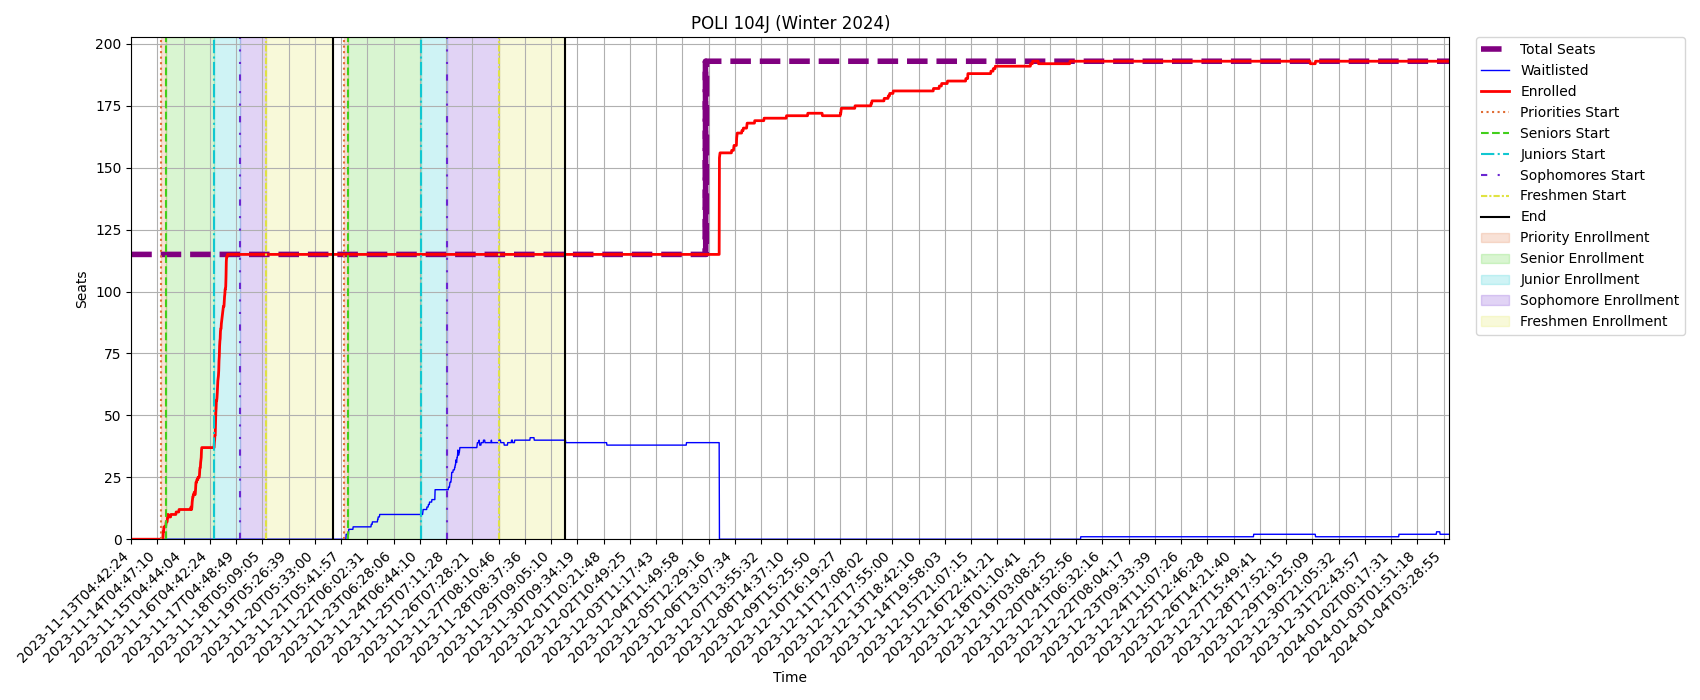 POLI 104J (Winter 2024)
Seats
200
175
150
125
100
75
50
25
0
2023-11-13T04:42:24
2023-11-14T04:47:10
2023-11-15T04:44:04
2023-11-16T04:42:24
2023-11-17T04:48:49
2023-11-18T05:09:05
2023-11-19T05:26:39
2023-11-20T05:33:00
2023-11-21T05:41:57
2023-11-22T06:02:31
2023-11-23T06:28:06
2023-11-24T06:44:10
2023-11-25T07:11:28
2023-11-26T07:28:21
2023-11-27T08:10:46
2023-11-28T08:37:36
2023-11-29T09:05:10
2023-11-30T09:34:19
2023-12-01T10:21:48
2023-12-02T10:49:25
2023-12-03T11:17:43
2023-12-04T11:49:58
2023-12-05T12:29:16
2023-12-06T13:07:34
2023-12-07T13:55:32
2023-12-08T14:37:10
2023-12-09T15:25:50
2023-12-10T16:19:27
2023-12-11T17:08:02
2023-12-12T17:55:00
2023-12-13T18:42:10
2023-12-14T19:58:03
2023-12-15T21:07:15
2023-12-16T22:41:21
2023-12-18T01:10:41
2023-12-19T03:08:25
2023-12-20T04:52:56
2023-12-21T06:32:16
2023-12-22T08:04:17
2023-12-23T09:33:39
2023-12-24T11:07:26
2023-12-25T12:46:28
2023-12-26T14:21:40
2023-12-27T15:49:41
2023-12-28T17:52:15
2023-12-29T19:25:09
2023-12-30T21:05:32
2023-12-31T22:43:57
2024-01-02T00:17:31
2024-01-03T01:51:18
2024-01-04T03:28:55
Time
Total Seats
Waitlisted
Enrolled
Priorities Start
Seniors Start
Juniors Start
Sophomores Start
Freshmen Start
End
Priority Enrollment
Senior Enrollment
Junior Enrollment
Sophomore Enrollment
Freshmen Enrollment